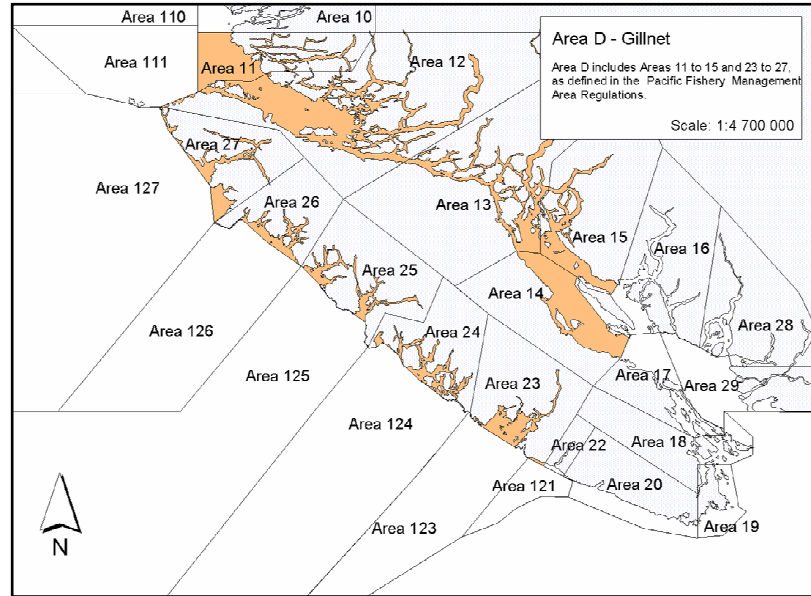 Area 110
Area 10
Area D - Gillnet
Area D includes Areas 11 to 15 and 23 to 27,
as defined in the Pacific Fishery Management
Area Regulations.
Scale: 1:4 700 000
Area 111
Area 11
Area 12
Area 27
Area 127
Area 26
Area 13
Area 15
Area 16
Area 25
Area 14
Area 126
Area 24
Area 28
Area 125
Area 17
Area 29
Area 23
Area 124
Area 22
Area 18
Area 121
Area 20
Area 123
Area 19
N